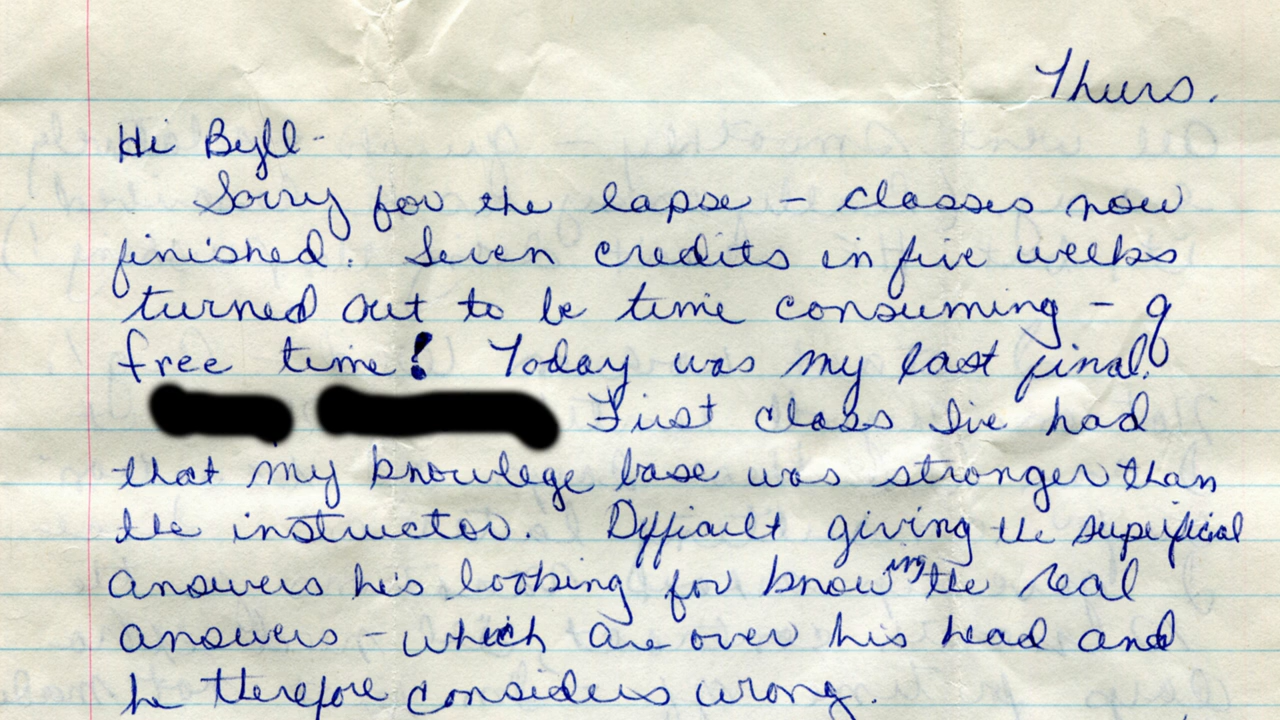 Thurs.
Hi Byll-
Sorry for the lapse - classes now
finished. Seven credits in five weeks
turned out to be time consuming - 
free time! Today was my last final.
First class I've had
that my knowlege base was stronger than
the instructor. Difficult giving the superficial
answers he's looking for knowing the real
answers - which are over his head and
he therefore considers wrong.